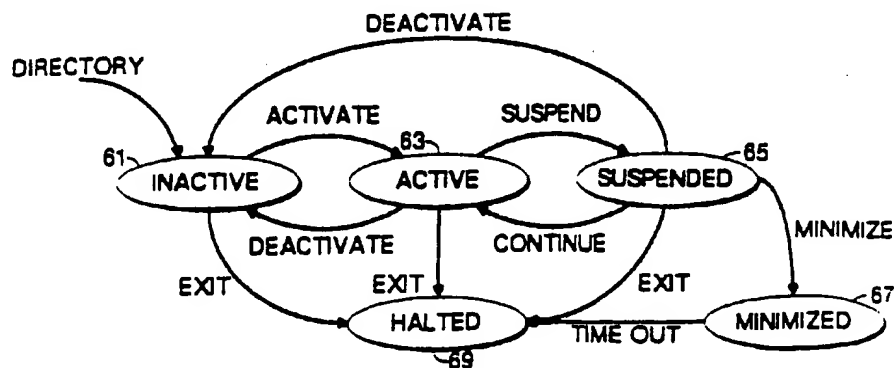 DEACTIVATE
DIRECTORY
ACTIVATE
SUSPEND
61
63
65
INACTIVE
ACTIVE
SUSPENDED
DEACTIVATE
CONTINUE
MINIMIZE
EXIT
EXIT
EXIT
67
HALTED
TIME OUT
MINIMIZED
69